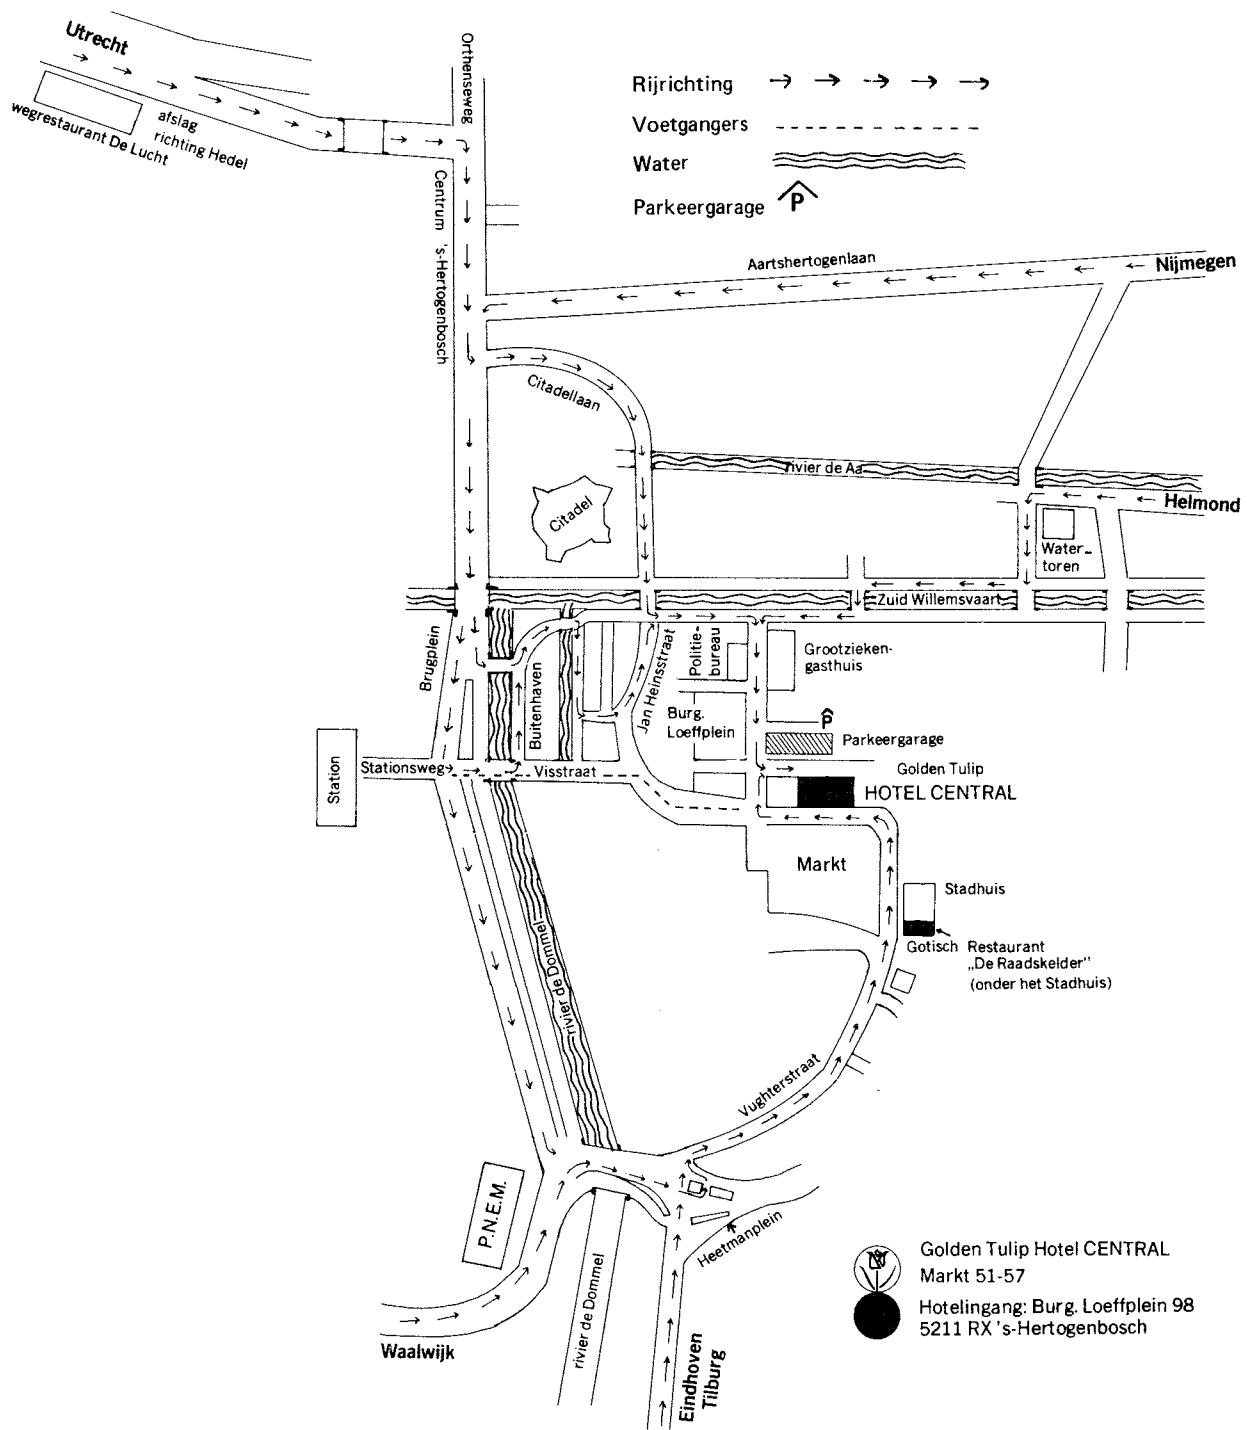 Utrecht
wegrestaurant De Lucht
afslag
richting Hedel
Orthenseweg
Rijrichting
Voetgangers
Water
Parkeergarage P
Centrum 's-Hertogenbosch
Aartshertogenlaan
Nijmegen
Citadellaan
rivier de Aa
Helmond
Citadel
Water-
toren
Zuid Willemsvaart
Brugplein
Buitenhaven
Jan Heinsstraat
Politie-
bureau
Grootzieken-
gasthuis
Burg.
Loeffplein
P
Parkeergarage
Station
Stationsweg
Visstraat
Golden Tulip
HOTEL CENTRAL
Markt
Stadhuis
Gotisch Restaurant
„De Raadskelder”
(onder het Stadhuis)
rivier de Dommel
Vughterstraat
P.N.E.M.
Heetmanplein
rivier de Dommel
Waalwijk
Eindhoven
Tilburg
Golden Tulip Hotel CENTRAL
Markt 51-57
Hotelingang: Burg. Loeffplein 98
5211 RX 's-Hertogenbosch